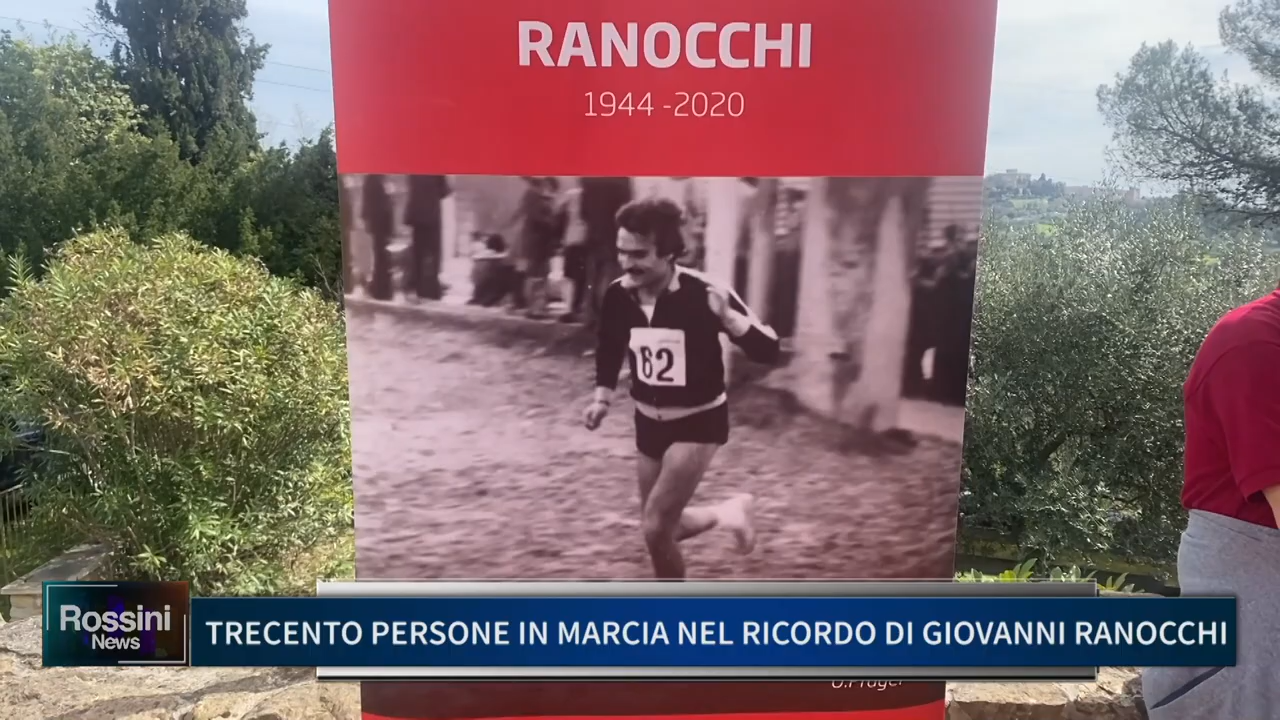 RANOCCHI
1944 -2020
62
Rossini
News
TRECENTO PERSONE IN MARCIA NEL RICORDO DI GIOVANNI RANOCCHI